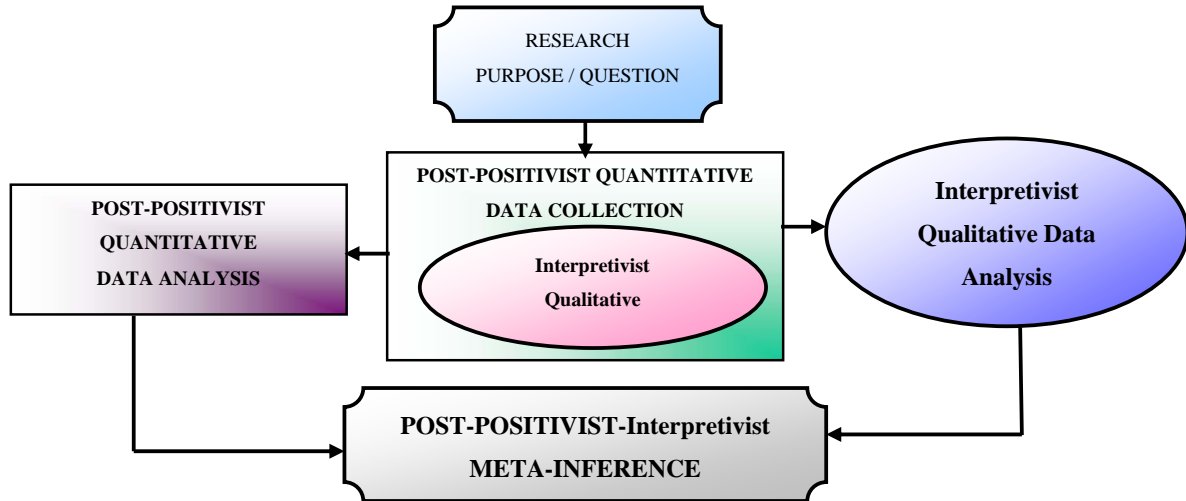 RESEARCH
PURPOSE / QUESTION
POST-POSITIVIST QUANTITATIVE
DATA COLLECTION
Interpretivist
Qualitative
POST-POSITIVIST
QUANTITATIVE
DATA ANALYSIS
Interpretivist
Qualitative Data
Analysis
POST-POSITIVIST-Interpretivist
META-INFERENCE